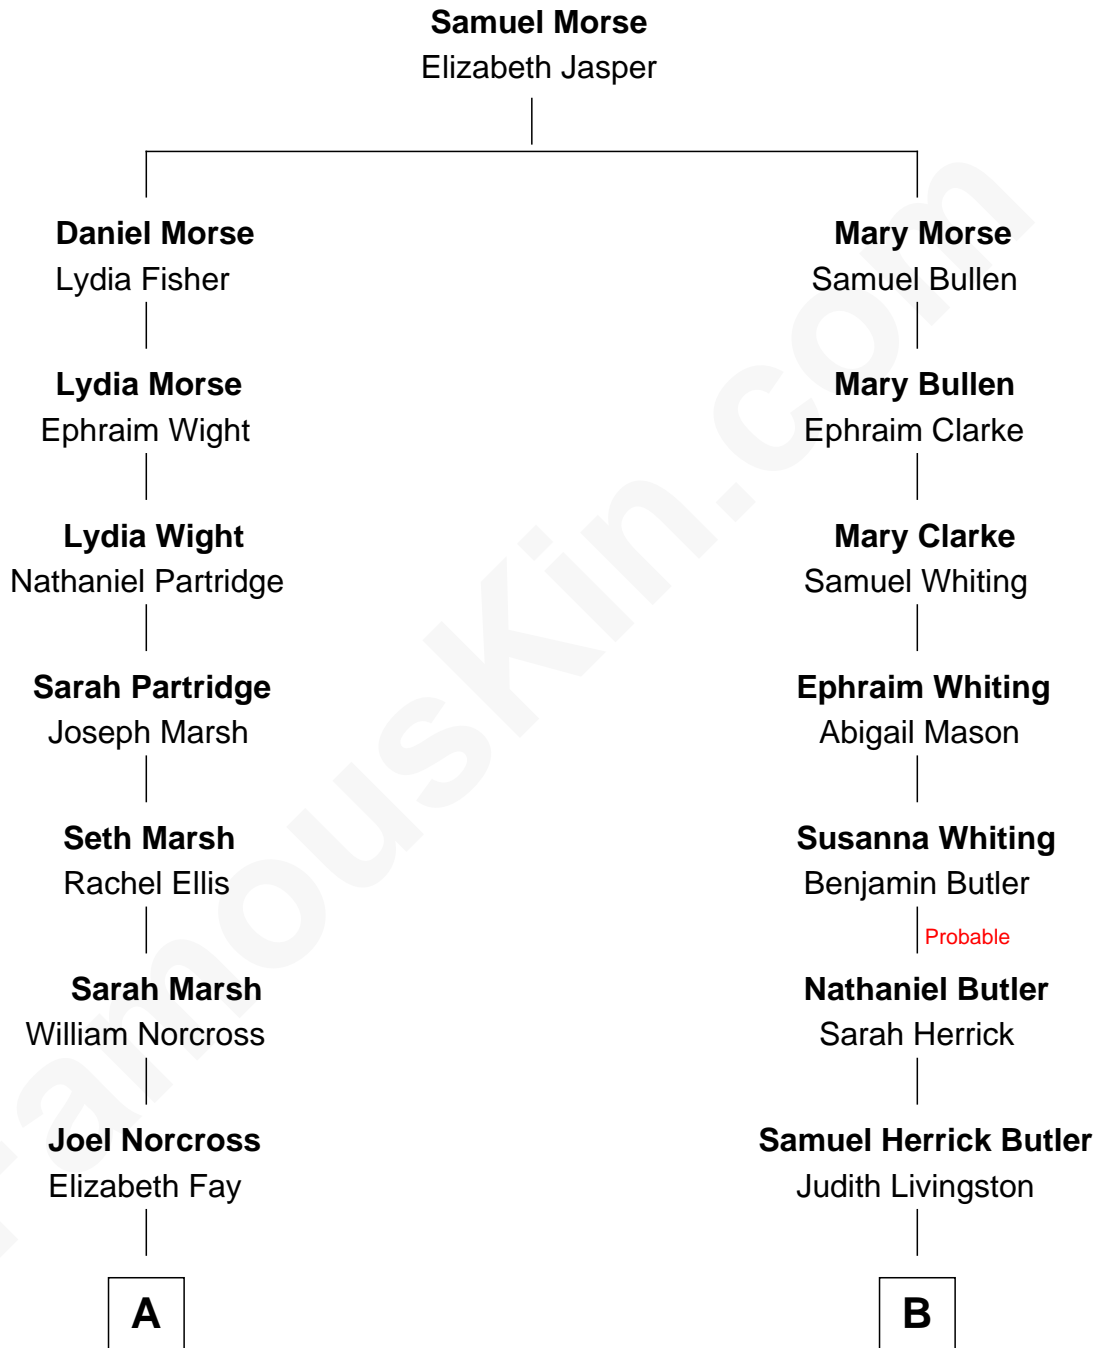 Samuel Morse
Elizabeth Jasper
Daniel Morse
Lydia Fisher
Mary Morse
Samuel Bullen
Lydia Morse
Ephraim Wight
Mary Bullen
Ephraim Clarke
Lydia Wight
Nathaniel Partridge
Mary Clarke
Samuel Whiting
Sarah Partridge
Joseph Marsh
Ephraim Whiting
Abigail Mason
Seth Marsh
Rachel Ellis
Susanna Whiting
Benjamin Butler
Probable
Sarah Marsh
William Norcross
Nathaniel Butler
Sarah Herrick
Joel Norcross
Elizabeth Fay
Samuel Herrick Butler
Judith Livingston
A
B
FamousKin.com